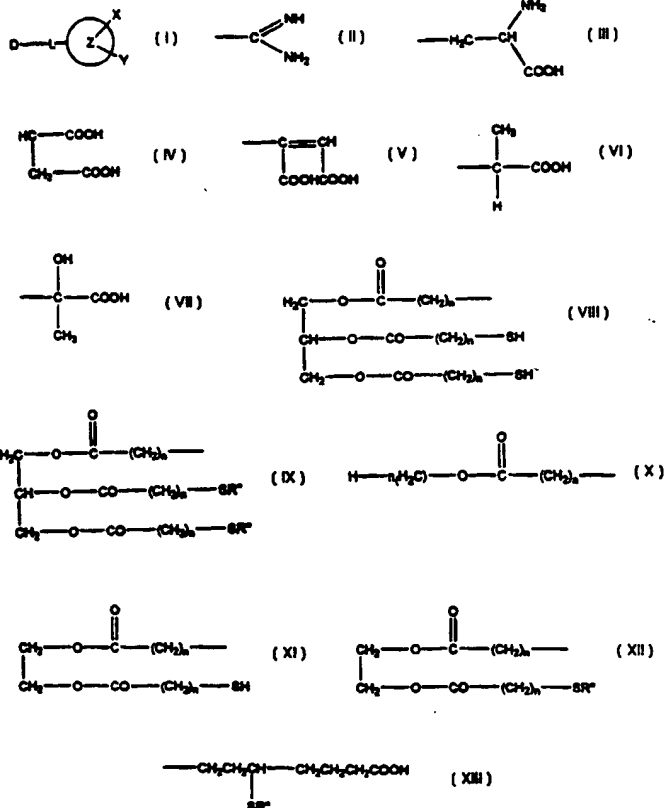 X
D—L—Z (I)
Y
NH
—C (II)
NH₂
NH₂
—H₂C—CH (III)
COOH
HC—COOH
CH₂—COOH (IV)
—C=CH (V)
COOHCOOH
CH₃
—C—COOH (VI)
H
OH
—C—COOH (VII)
CH₃
O
H₂C—O—C—(CH₂)ₙ— (VIII)
CH—O—CO—(CH₂)ₙ—SH
CH₂—O—CO—(CH₂)ₙ—SH
O
H₂C—O—C—(CH₂)ₙ— (IX)
CH—O—CO—(CH₂)ₙ—SR"
CH₂—O—CO—(CH₂)ₙ—SR"
O
H—n(H₂C)—O—C—(CH₂)ₙ— (X)
O
CH₂—O—C—(CH₂)ₙ— (XI)
CH₂—O—CO—(CH₂)ₙ—SH
O
CH₂—O—C—(CH₂)ₙ— (XII)
CH₂—O—CO—(CH₂)ₙ—SR"
—CH₂CH₂CH—CH₂CH₂CH₂COOH (XIII)
SR"